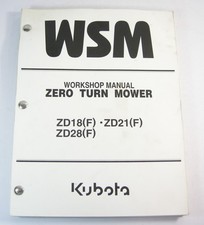 WSM
WORKSHOP MANUAL
ZERO TURN MOWER
ZD18(F)・ZD21(F)
ZD28(F)
Kubota